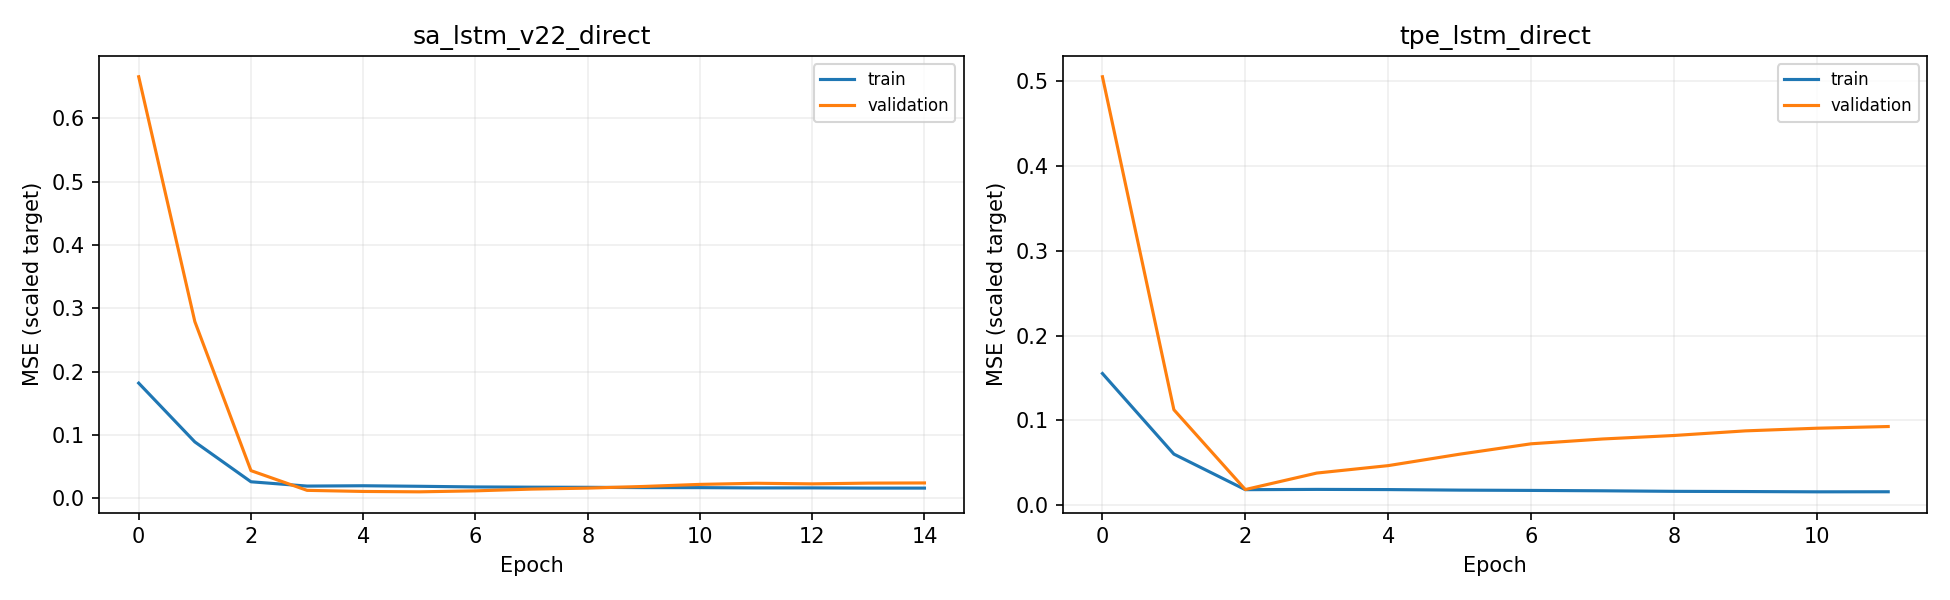 sa_lstm_v22_direct
train
validation
MSE (scaled target)
0.6
0.5
0.4
0.3
0.2
0.1
0.0
0 2 4 6 8 10 12 14
Epoch
tpe_lstm_direct
train
validation
MSE (scaled target)
0.5
0.4
0.3
0.2
0.1
0.0
0 2 4 6 8 10
Epoch